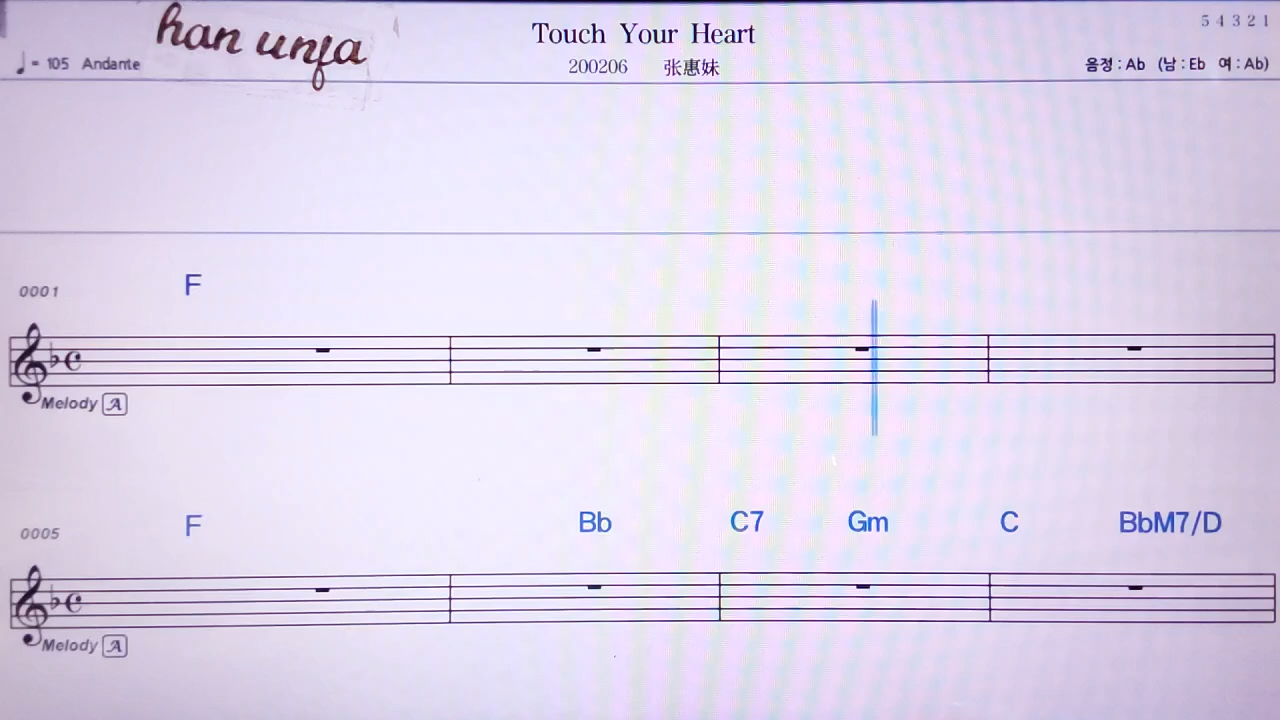 han unja
Touch Your Heart
5 4 3 2 1
♩= 105 Andante
200206 张惠妹
음정 : Ab (남 : Eb 여 : Ab)
0001 F
Melody A
0005 F Bb C7 Gm C BbM7/D
Melody A